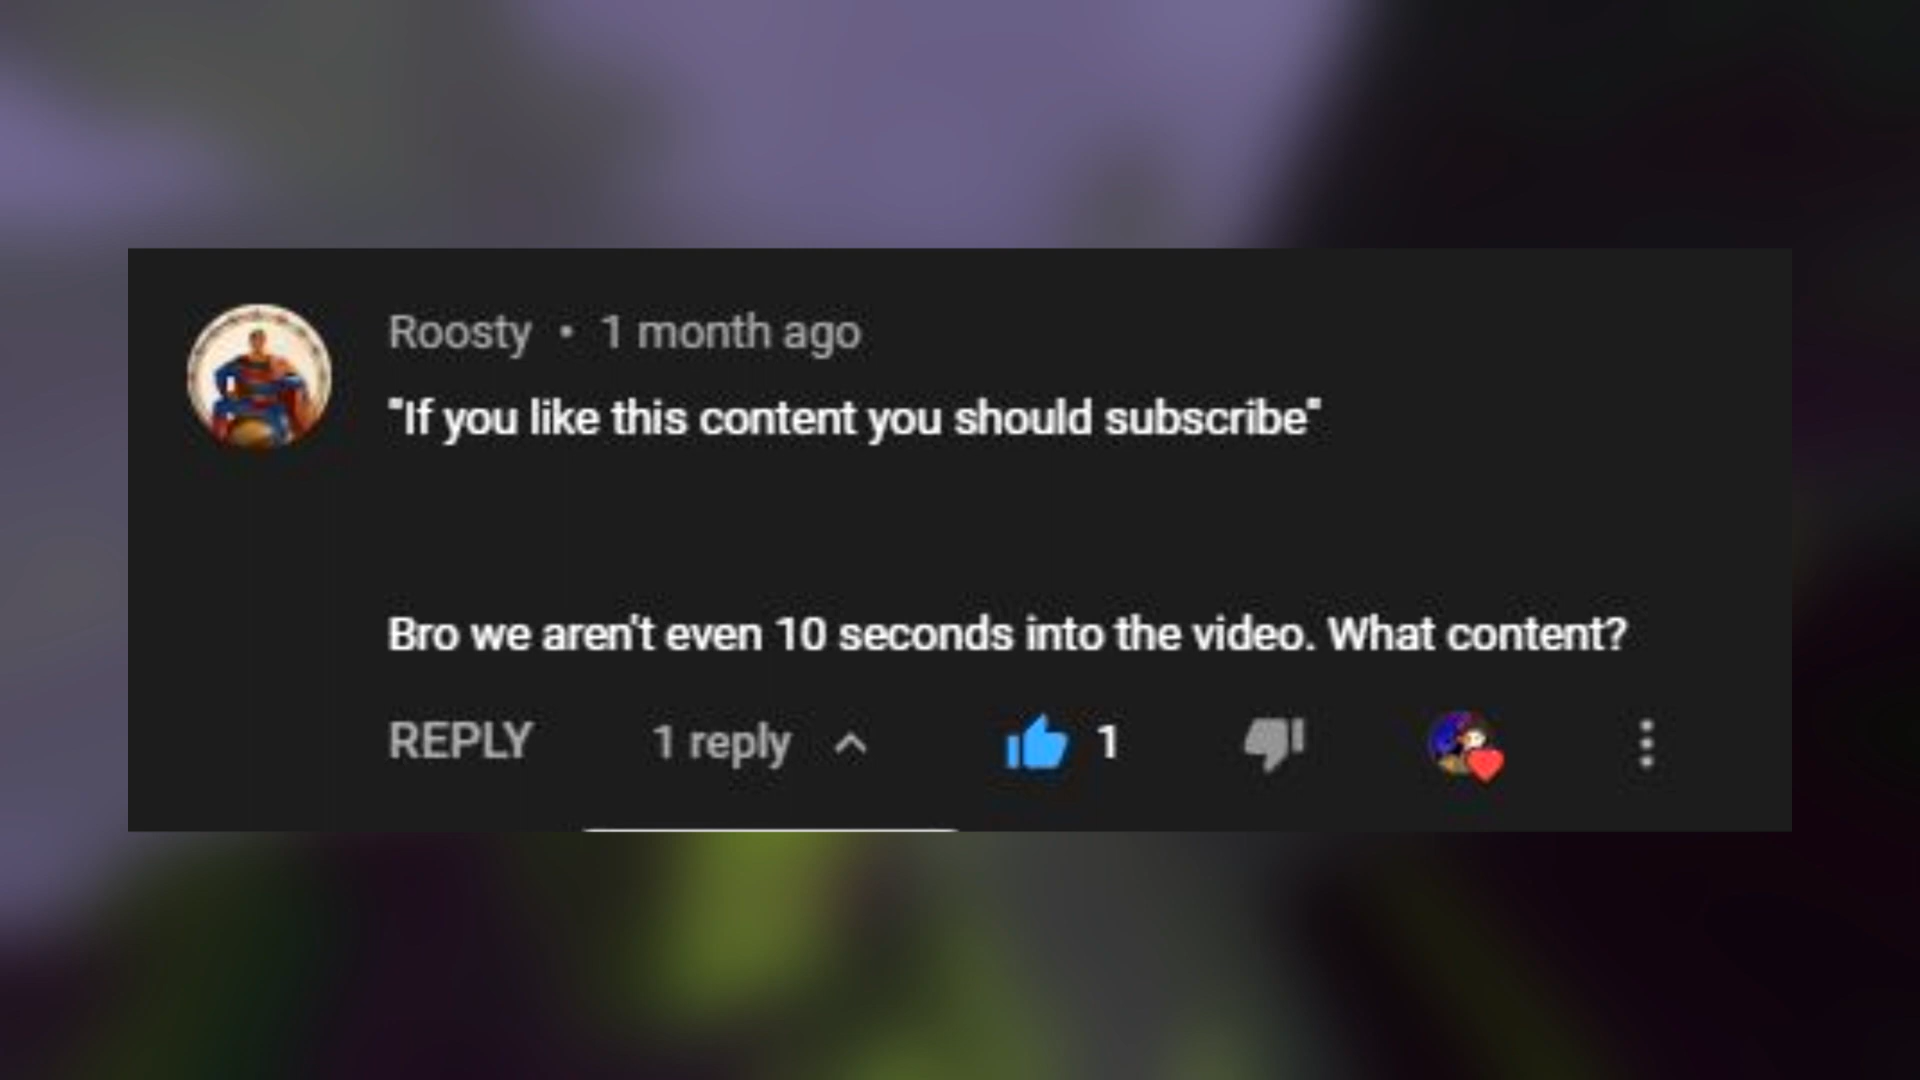 Roosty • 1 month ago
"If you like this content you should subscribe"
Bro we aren't even 10 seconds into the video. What content?
REPLY 1 reply 1